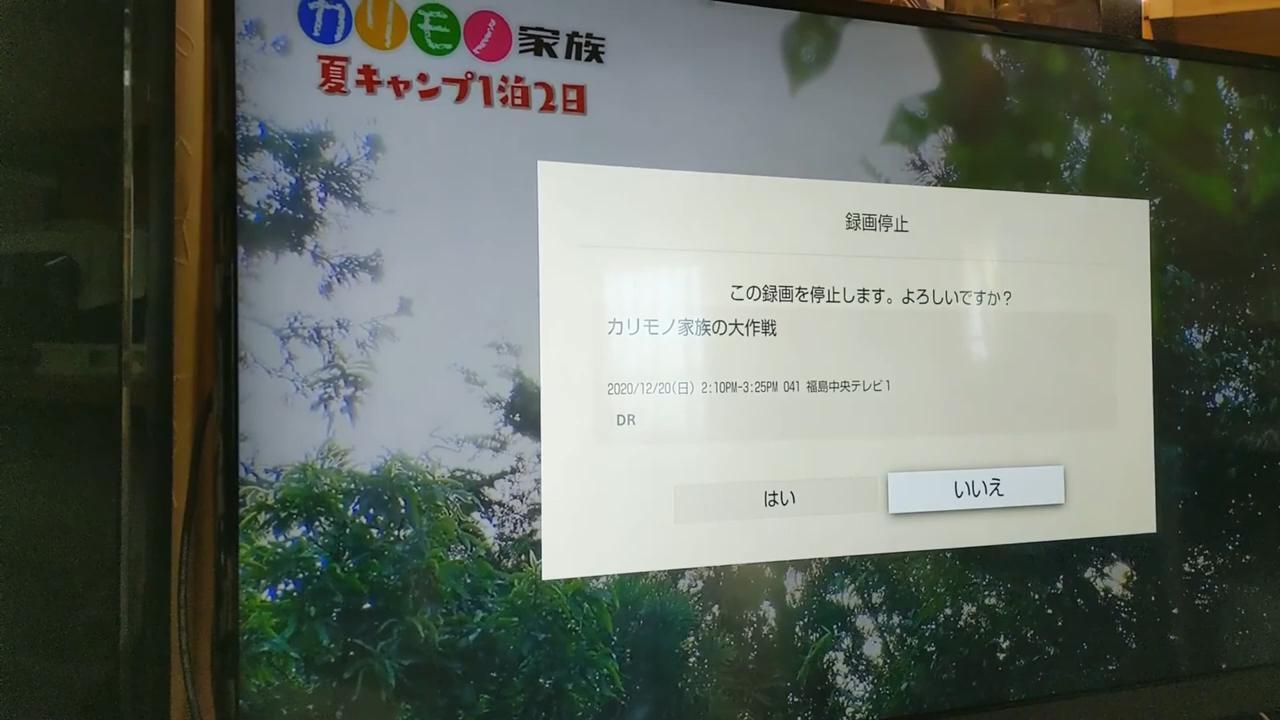 カリモノ家族
夏キャンプ1泊2日
録画停止
この録画を停止します。よろしいですか?
カリモノ家族の大作戦
2020/12/20(日) 2:10PM-3:25PM 041 福島中央テレビ1
DR
はい
いいえ